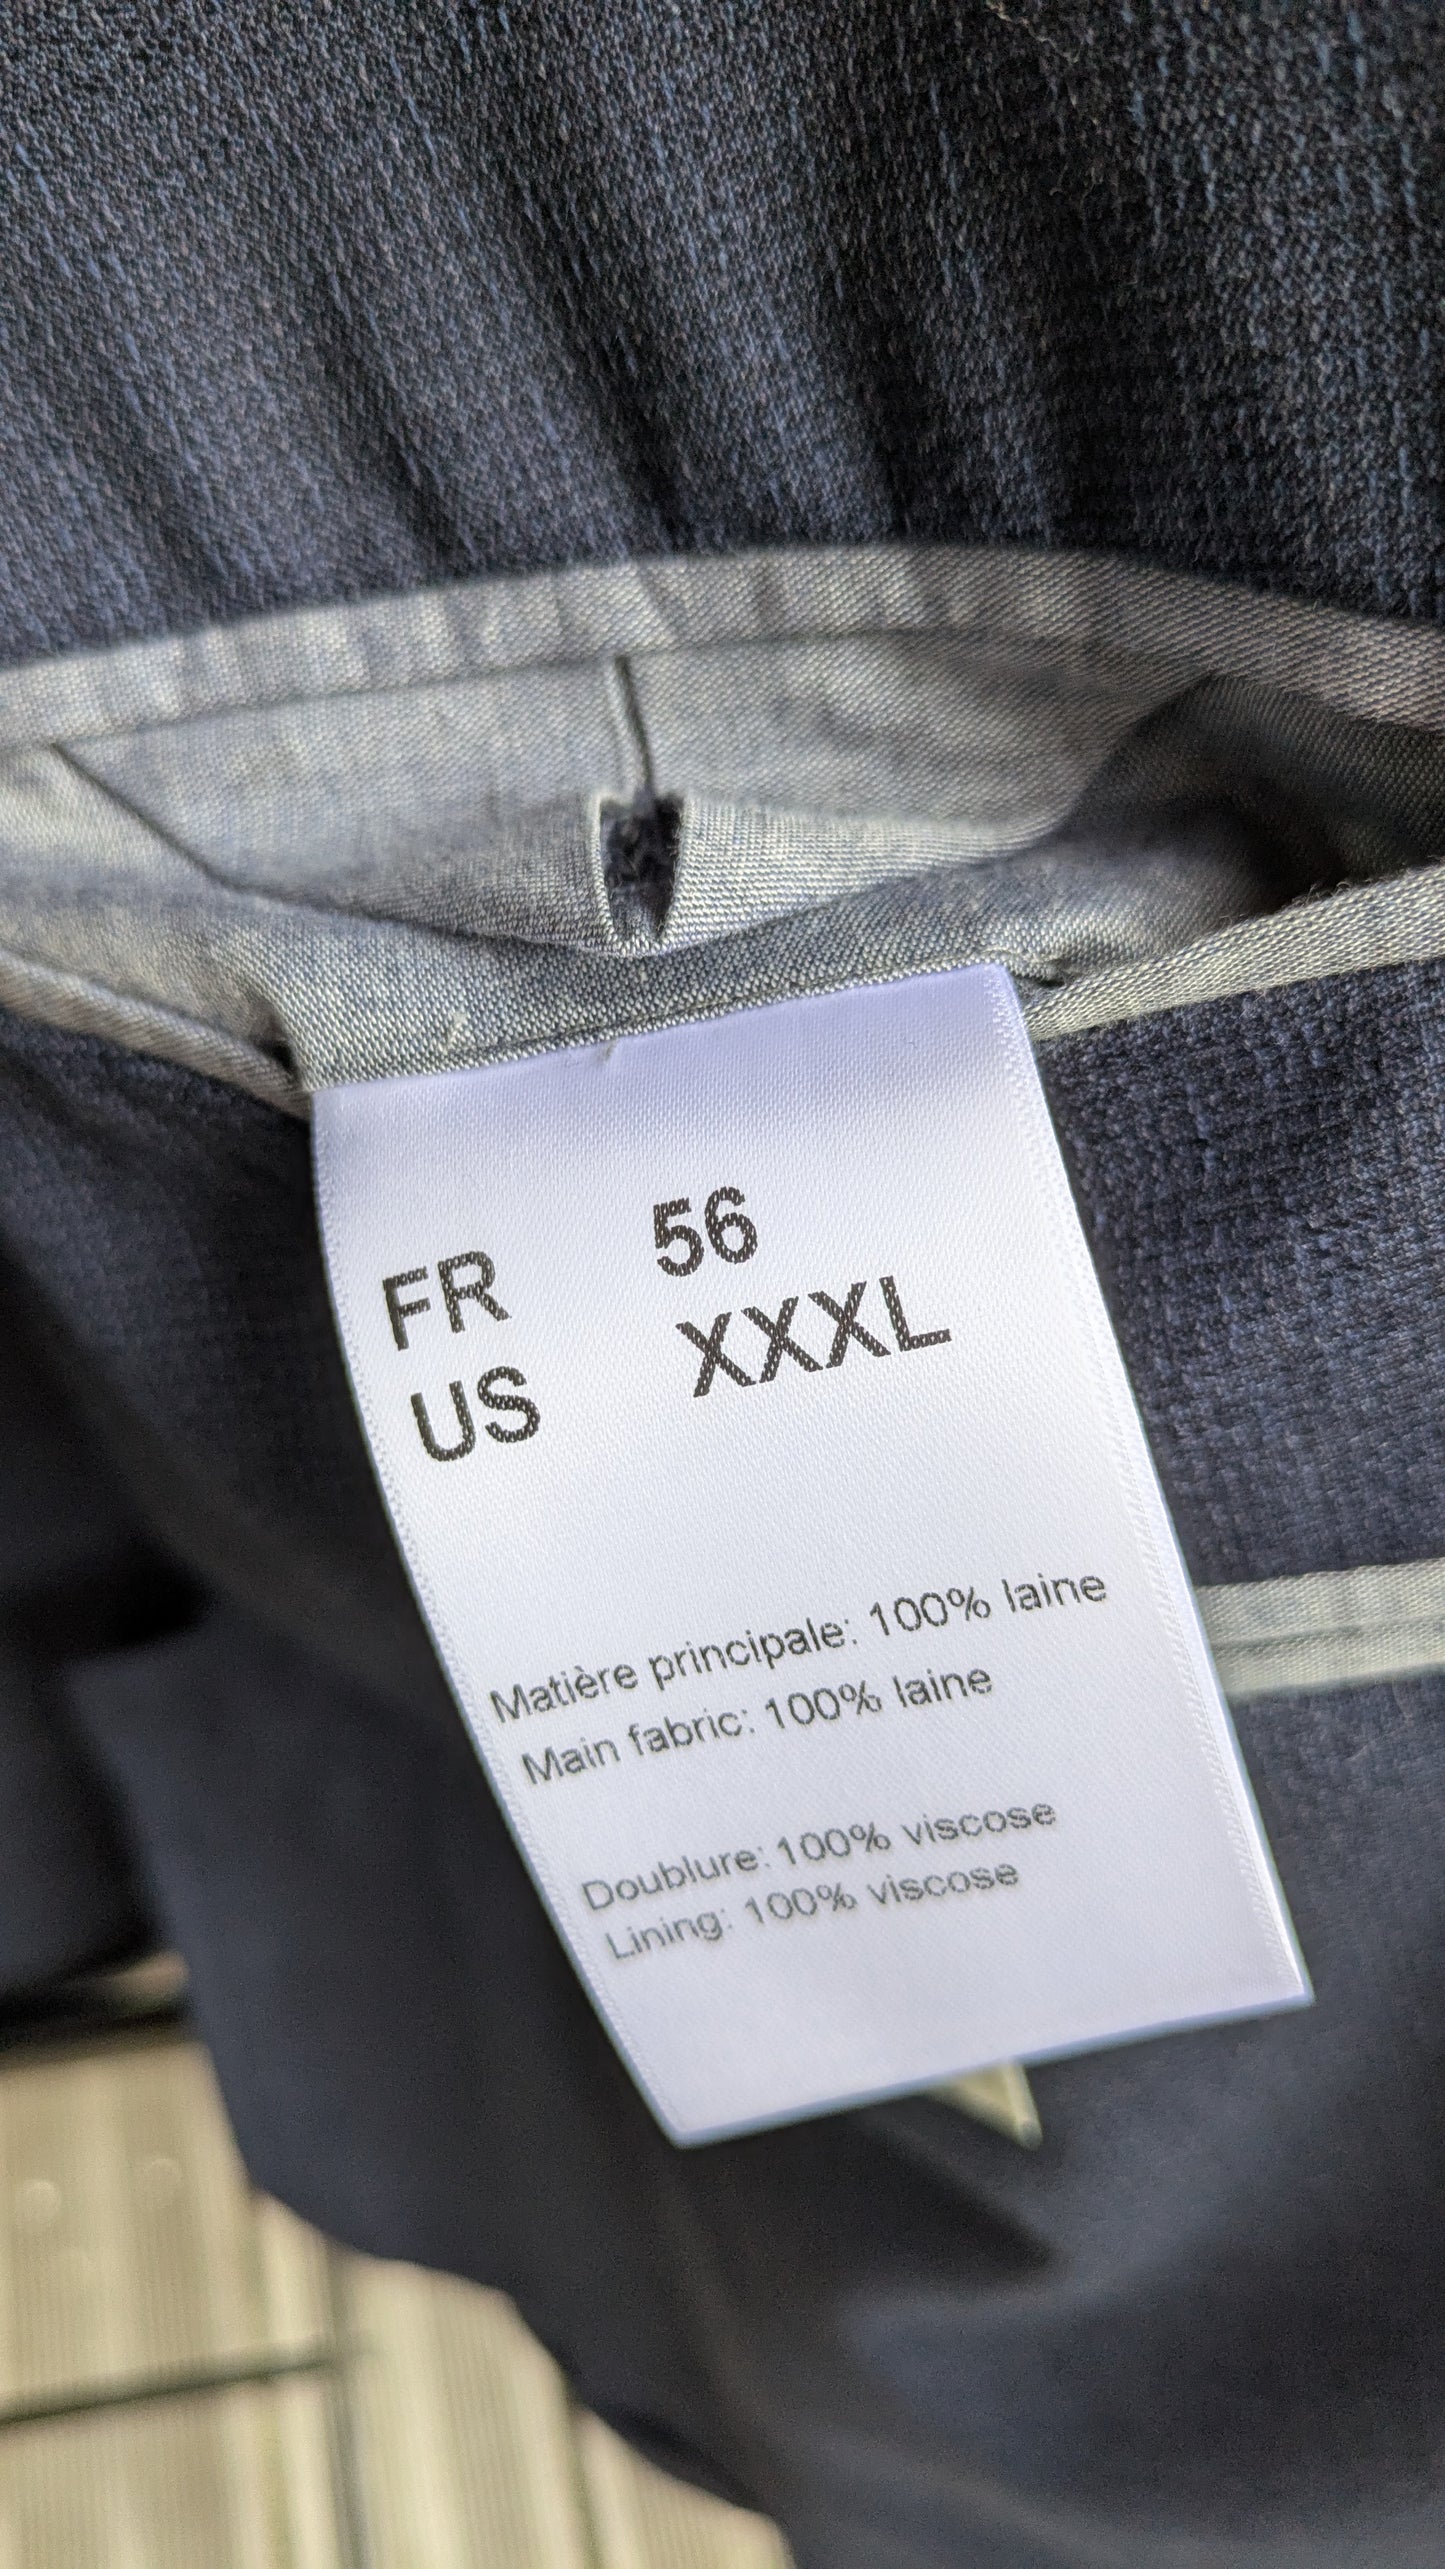 FR 56
US XXXL
Matière principale: 100% laine
Main fabric: 100% laine
Doublure: 100% viscose
Lining: 100% viscose